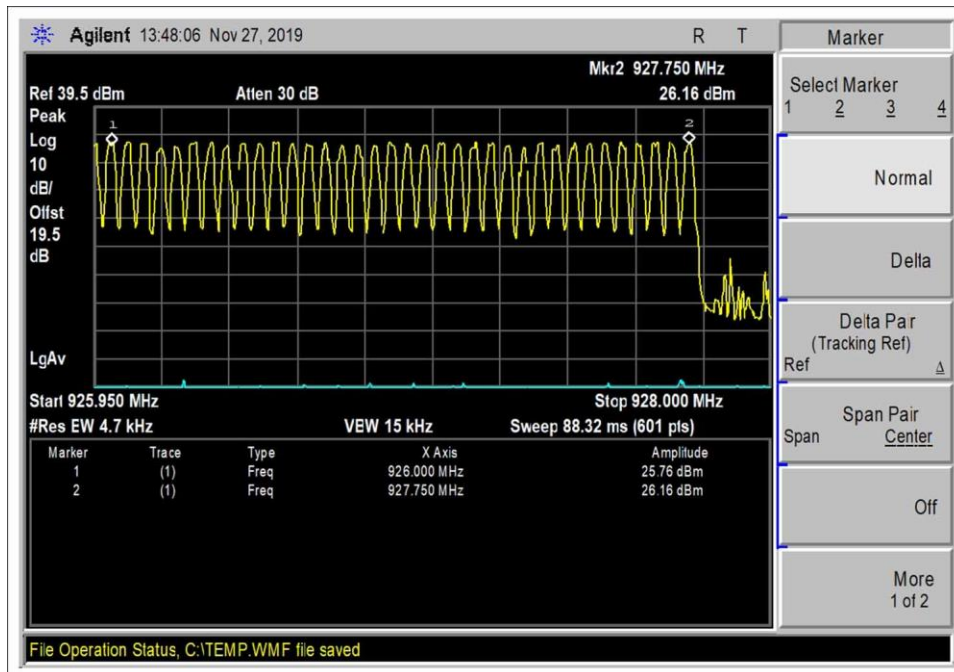 Agilent 13:48:06 Nov 27, 2019 R T
Mkr2 927.750 MHz
Ref 39.5 dBm Atten 30 dB 26.16 dBm
Peak
Log
10
dB/
Offst
19.5
dB
LgAv
1
2
Start 925.950 MHz Stop 928.000 MHz
#Res EW 4.7 kHz VEW 15 kHz Sweep 88.32 ms (601 pts)
Marker Trace Type X Axis Amplitude
1 (1) Freq 926.000 MHz 25.76 dBm
2 (1) Freq 927.750 MHz 26.16 dBm
File Operation Status, C:\TEMP.WMF file saved
Marker
Select Marker
1 2 3 4
Normal
Delta
Delta Pair
(Tracking Ref)
Ref Δ
Span Pair
Span Center
Off
More
1 of 2